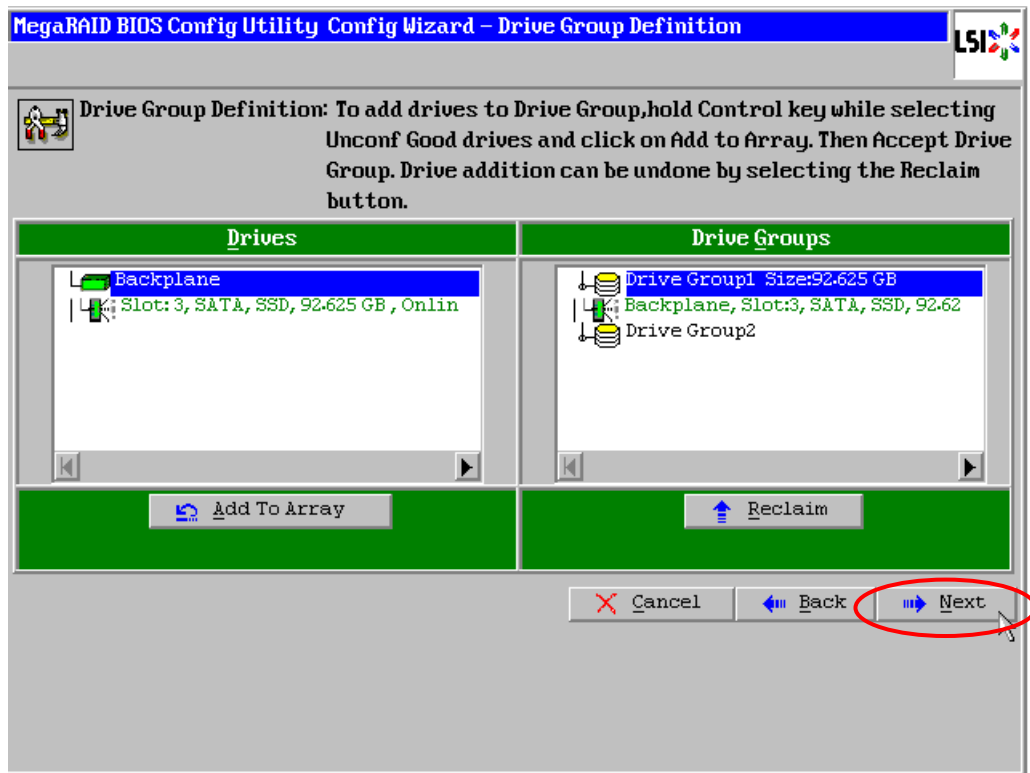 MegaRAID BIOS Config Utility Config Wizard – Drive Group Definition
LSI
Drive Group Definition: To add drives to Drive Group,hold Control key while selecting
Unconf Good drives and click on Add to Array. Then Accept Drive
Group. Drive addition can be undone by selecting the Reclaim
button.
Drives
Drive Groups
Backplane
Slot: 3, SATA, SSD, 92.625 GB , Onlin
Drive Group1 Size:92.625 GB
Backplane, Slot:3, SATA, SSD, 92.62
Drive Group2
Add To Array
Reclaim
Cancel
Back
Next